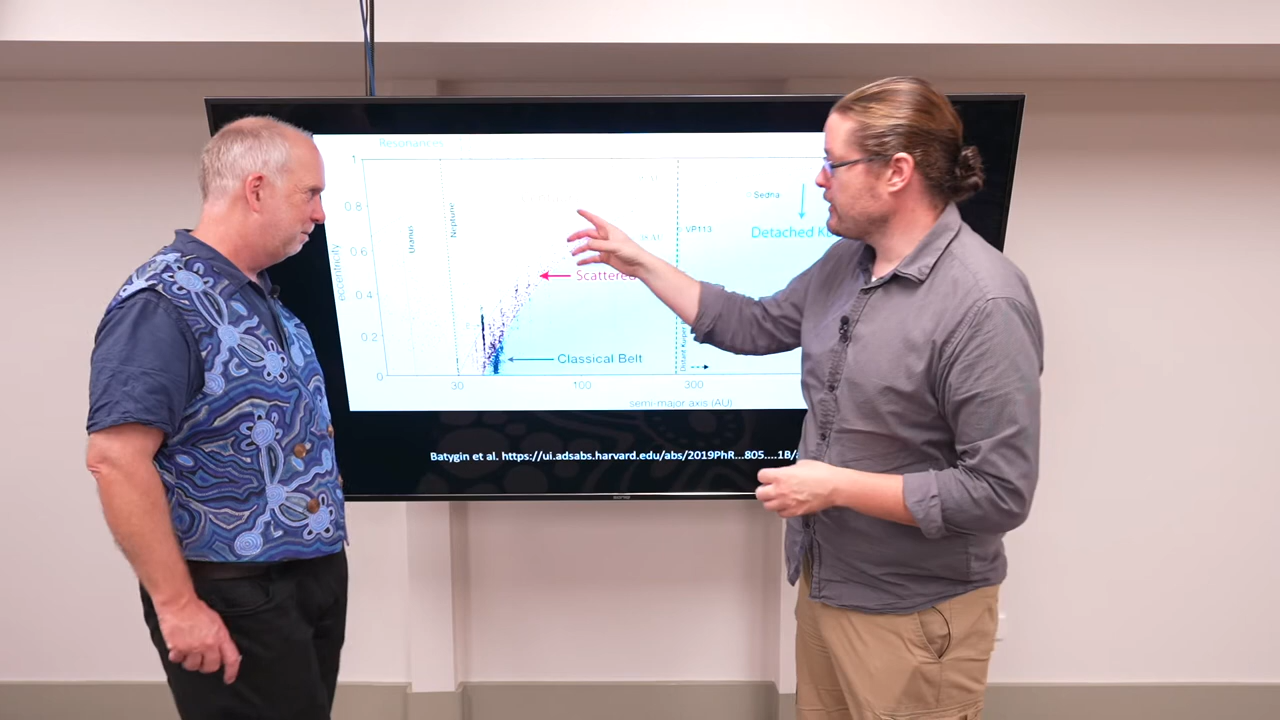 Resonances
1
0.8
0.6
0.4
0.2
0
eccentricity
Uranus
Neptune
Sedna
VP113
Detached
Scattered
Classical Belt
Distant Kuiper
30
100
300
semi-major axis (AU)
Batygin et al. https://ui.adsabs.harvard.edu/abs/2019PhR...805....1B/